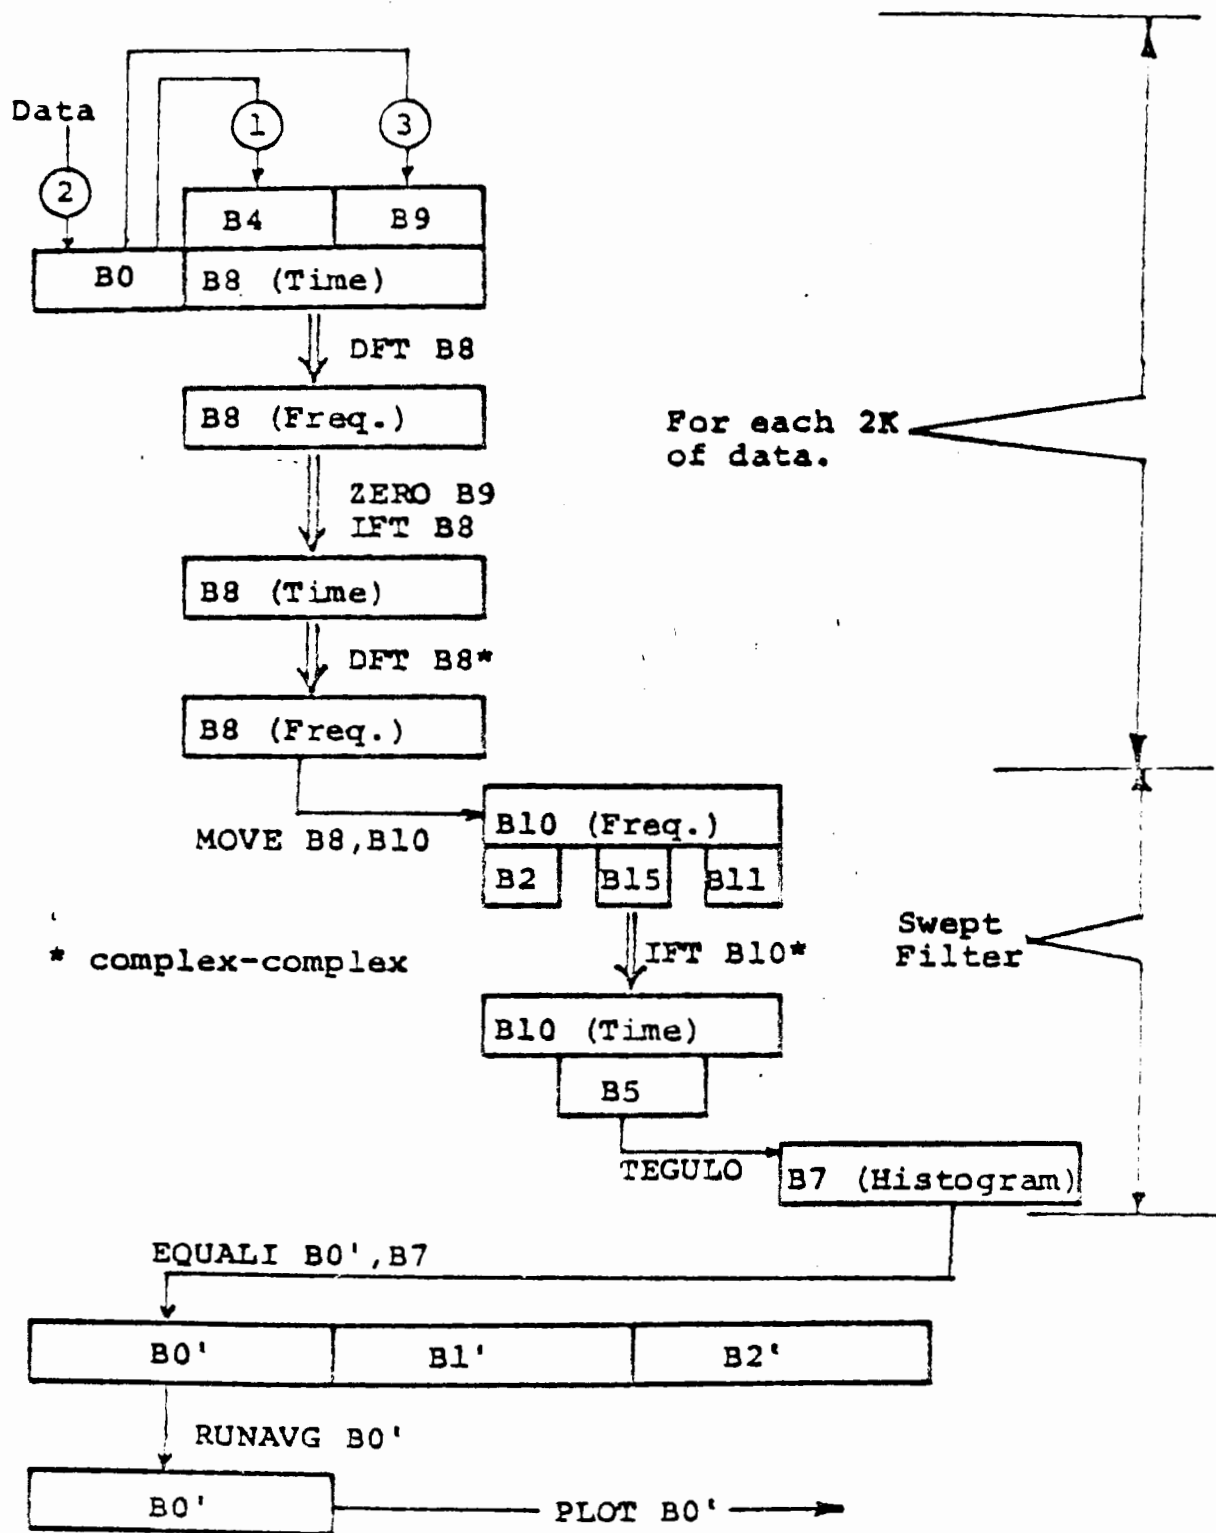 Data
1
3
2
B4
B9
B0
B8 (Time)
DFT B8
B8 (Freq.)
For each 2K
of data.
ZERO B9
IFT B8
B8 (Time)
DFT B8*
B8 (Freq.)
MOVE B8,B10
B10 (Freq.)
B2
B15
B11
* complex-complex
IFT B10*
Swept
Filter
B10 (Time)
B5
TEGULO
B7 (Histogram)
EQUALI B0',B7
B0'
B1'
B2'
RUNAVG B0'
B0'
PLOT B0'